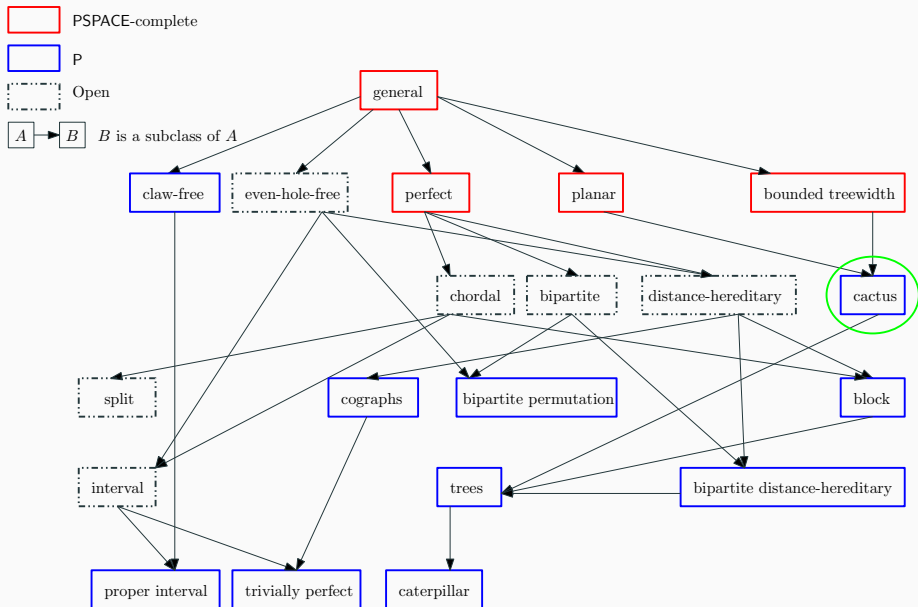 PSPACE-complete
P
Open
A B B is a subclass of A
general
claw-free even-hole-free perfect planar bounded treewidth
chordal bipartite distance-hereditary cactus
split cographs bipartite permutation block
interval trees bipartite distance-hereditary
proper interval trivially perfect caterpillar